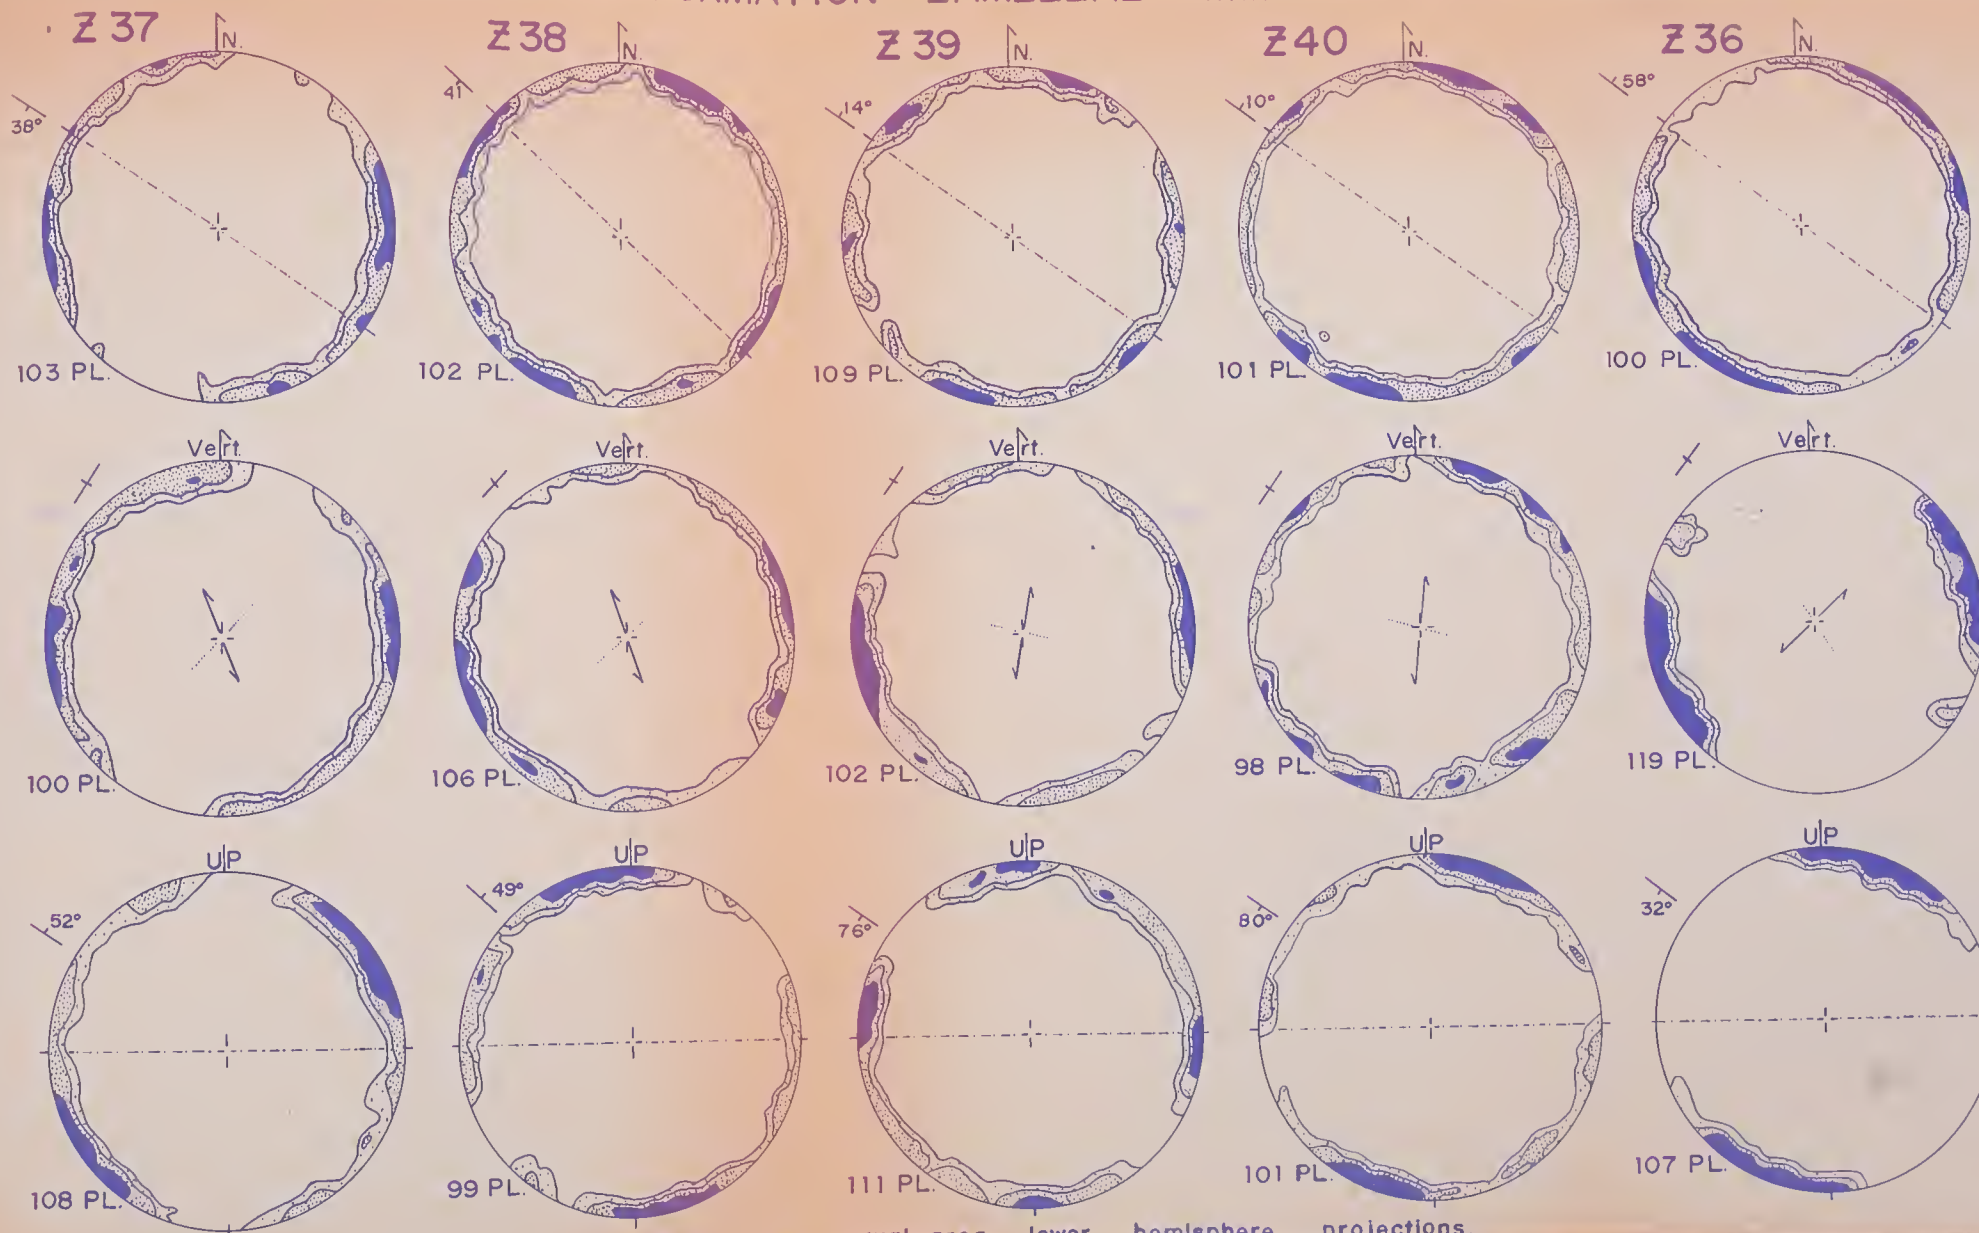 LAMELLAE
Z 37 Z 38 Z 39 Z 40 Z 36
N. N. N. N. N.
38° 41 14° 10° 58°
103 PL. 102 PL. 109 PL. 101 PL. 100 PL.
Vert. Vert. Vert. Vert. Vert.
100 PL. 106 PL. 102 PL. 98 PL. 119 PL.
UP UP UP UP UP
52° 49° 76° 80° 32°
108 PL. 99 PL. 111 PL. 101 PL. 107 PL.
lower hemisphere projections.